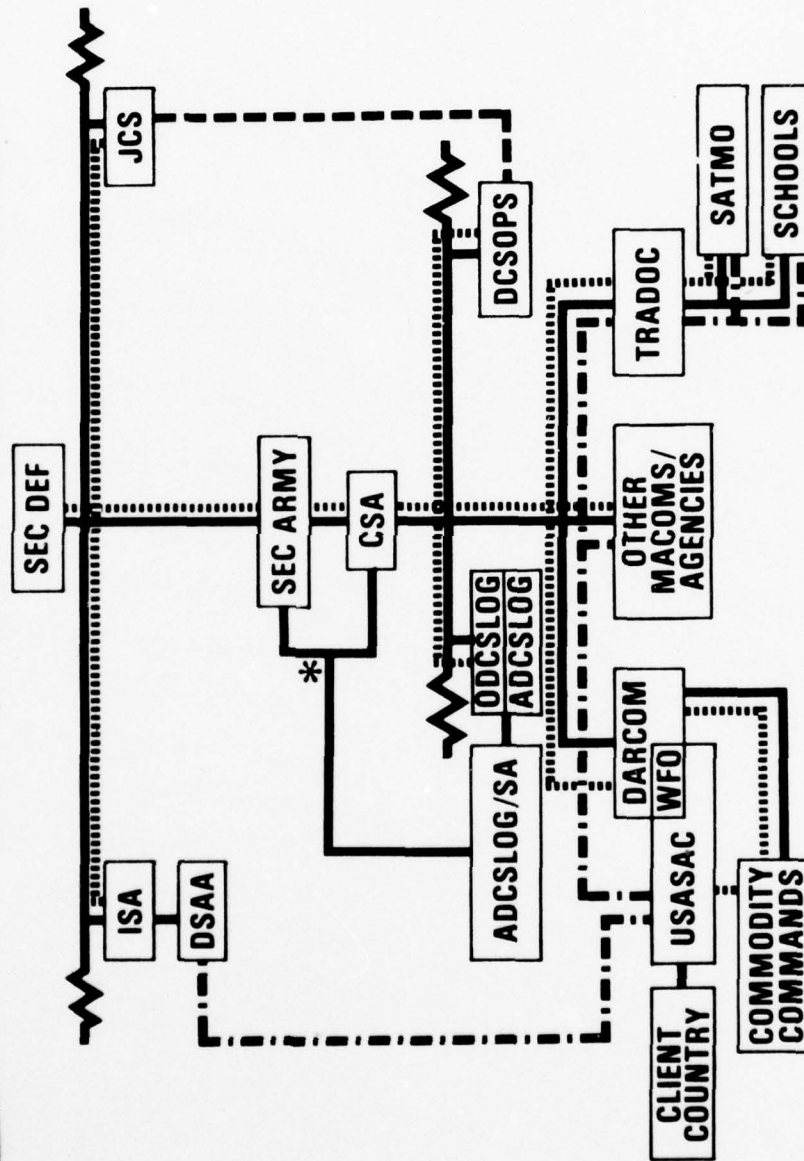 SEC DEF
JCS
ISA
DSAA
SEC ARMY
CSA
*
DCSOPS
ODCSLOG
ADCSLOG
ADCSLOG/SA
TRADOC
SATMO
SCHOOLS
OTHER
MACOMS/
AGENCIES
DARCOM
WFO
USASAC
CLIENT
COUNTRY
COMMODITY
COMMANDS